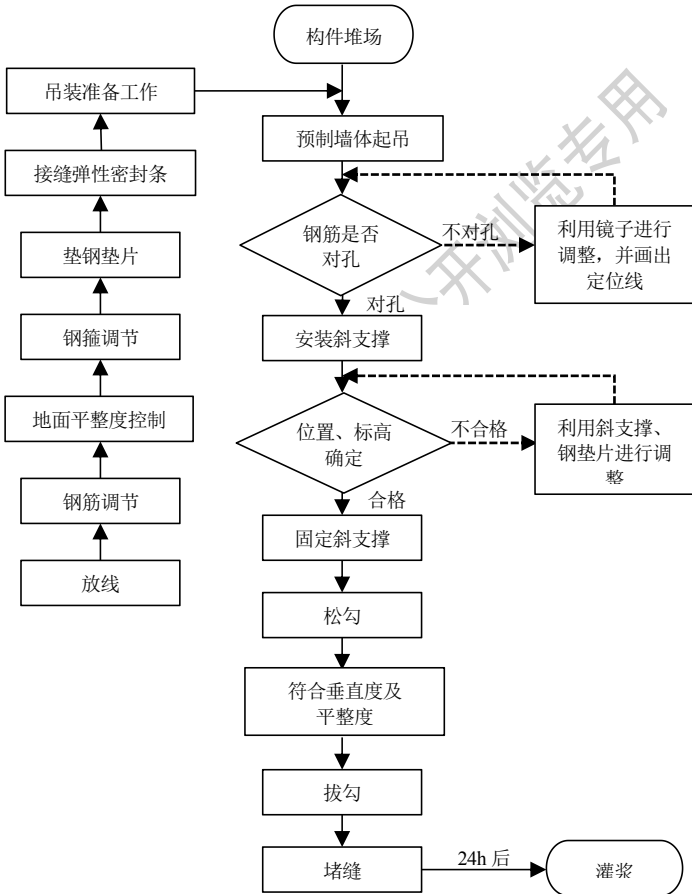 构件堆场
吊装准备工作
预制墙体起吊
接缝弹性密封条
钢筋是否
对孔
不对孔
利用镜子进行
调整，并画出
定位线
垫钢垫片
对孔
钢箍调节
安装斜支撑
地面平整度控制
位置、标高
确定
不合格
利用斜支撑、
钢垫片进行调
整
钢筋调节
合格
固定斜支撑
放线
松勾
符合垂直度及
平整度
拔勾
堵缝
24h 后
灌浆
开浏览专用